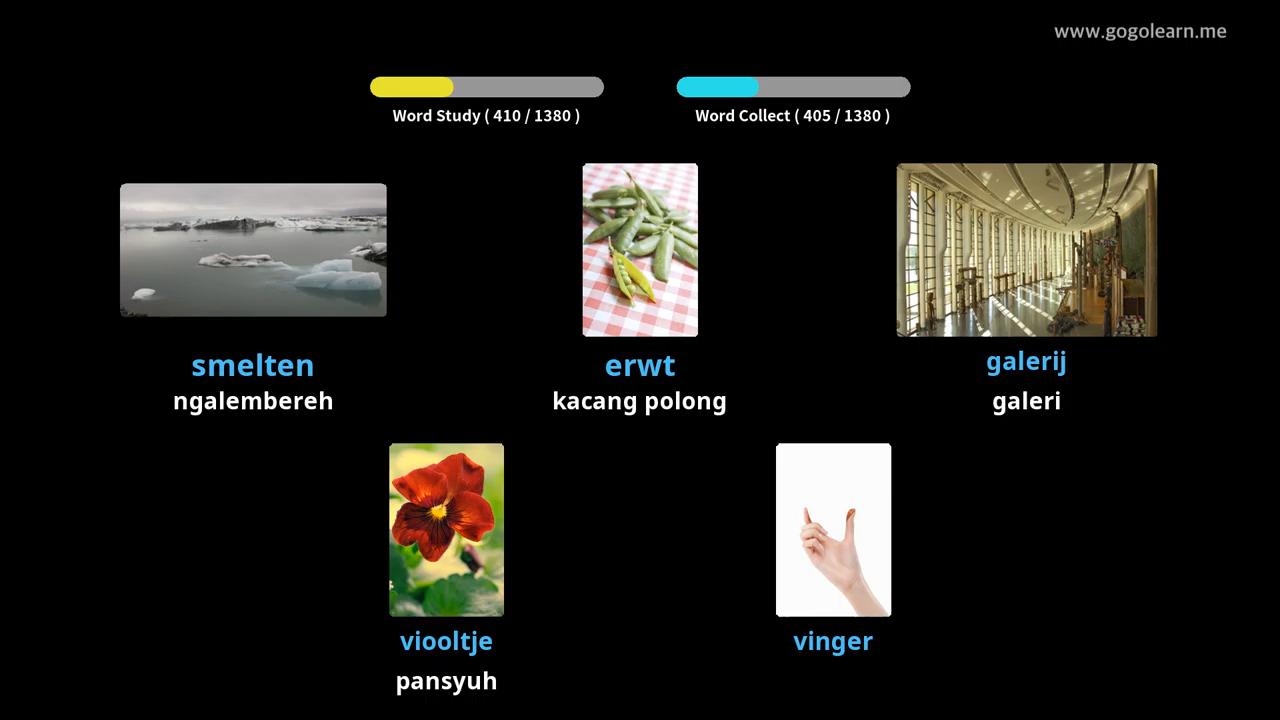 www.gogolearn.me
Word Study ( 410 / 1380 )
Word Collect ( 405 / 1380 )
smelten
ngalembereh
erwt
kacang polong
galerij
galeri
viooltje
pansyuh
vinger